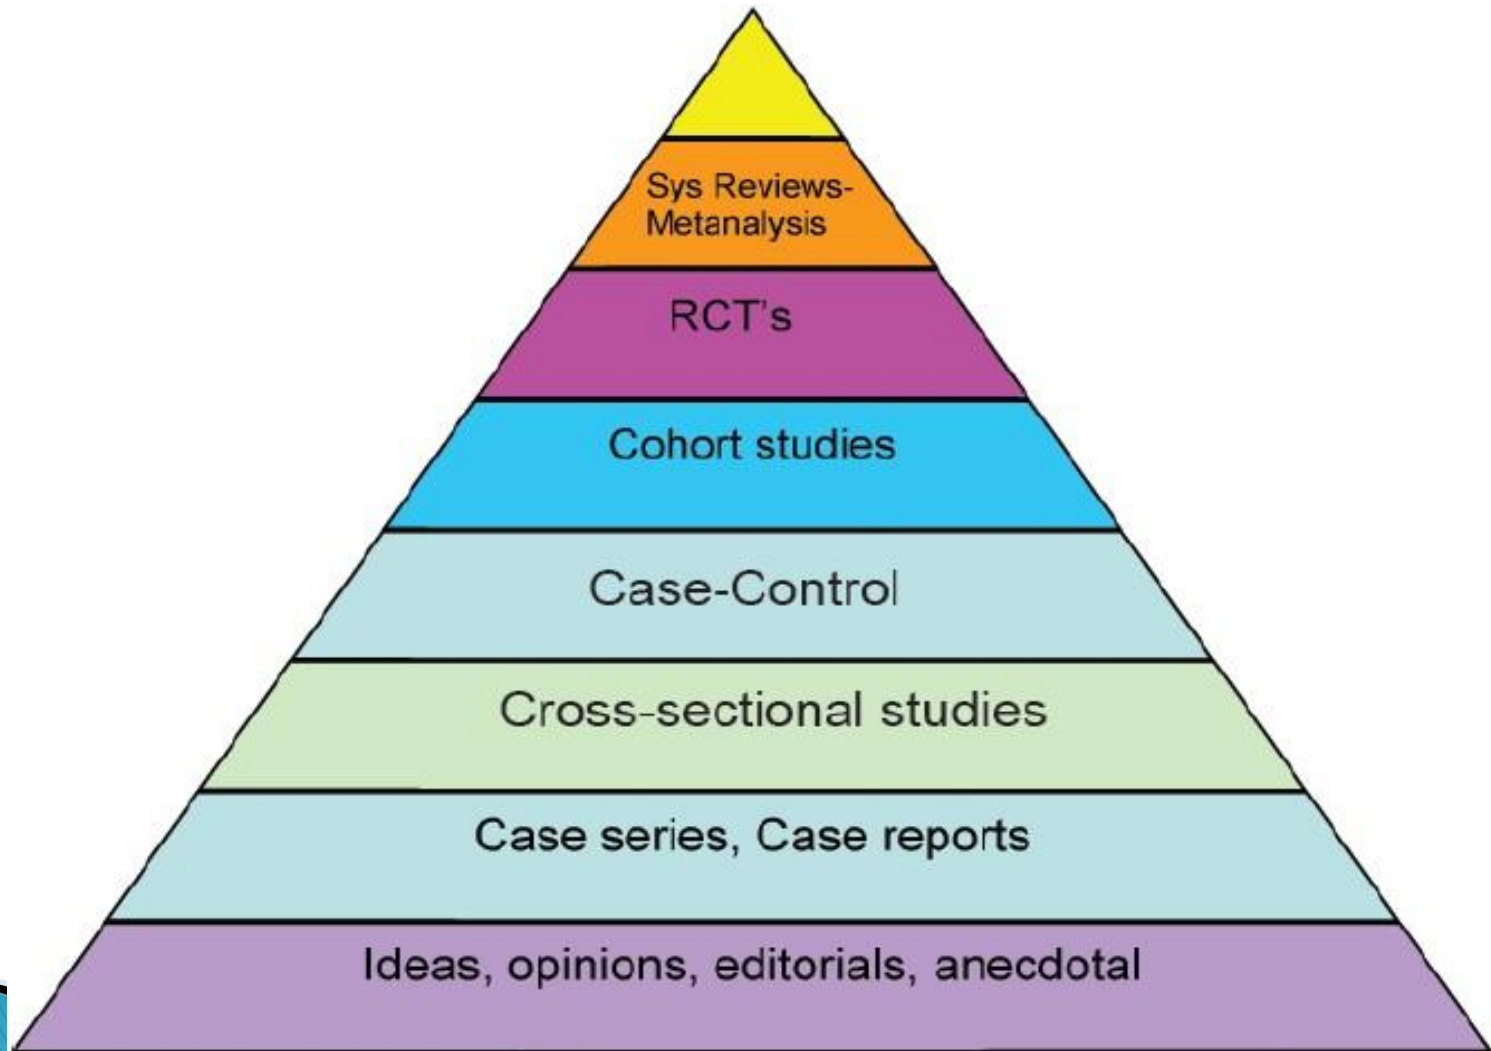 Sys Reviews-
Metanalysis
RCT's
Cohort studies
Case-Control
Cross-sectional studies
Case series, Case reports
Ideas, opinions, editorials, anecdotal